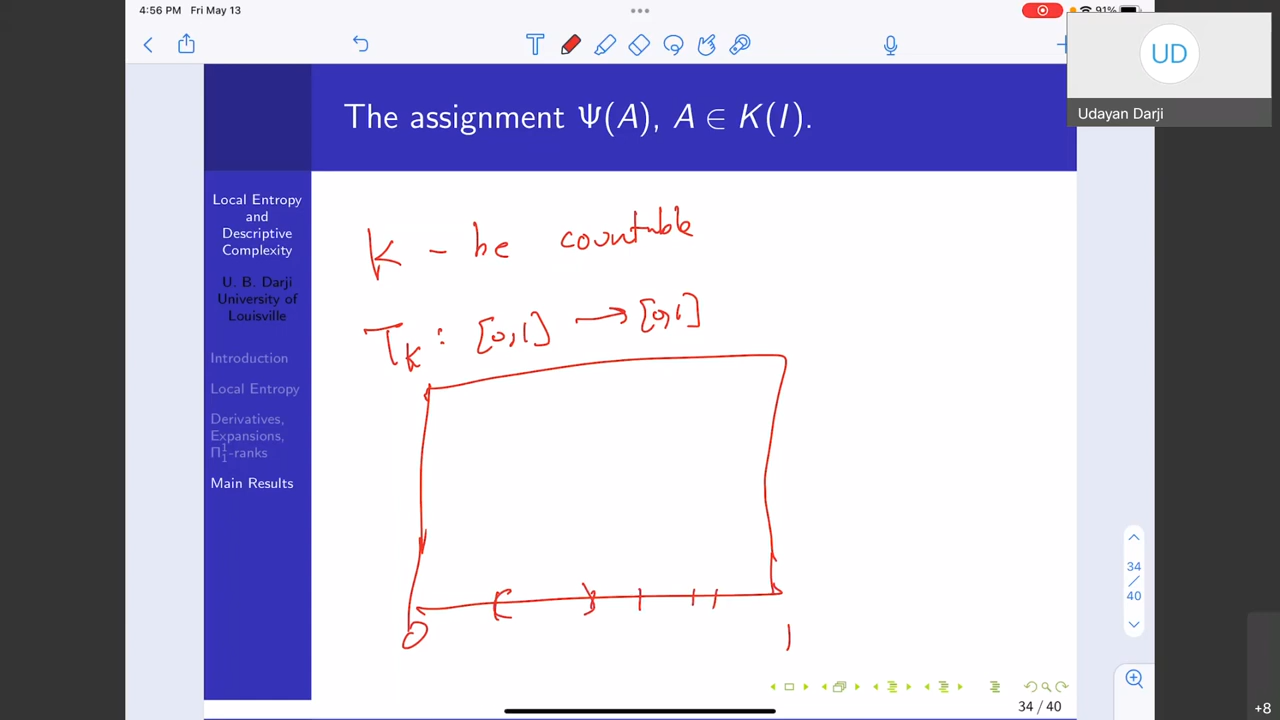 4:56 PM Fri May 13
91%
UD
Udayan Darji
The assignment Ψ(A), A ∈ K(I).
Local Entropy
and
Descriptive
Complexity
U. B. Darji
University of
Louisville
Introduction
Local Entropy
Derivatives,
Expansions,
Π¹₁-ranks
Main Results
K - be countable
T_K : [0,1] → [0,1]
0
1
34
/
40
34 / 40
+8